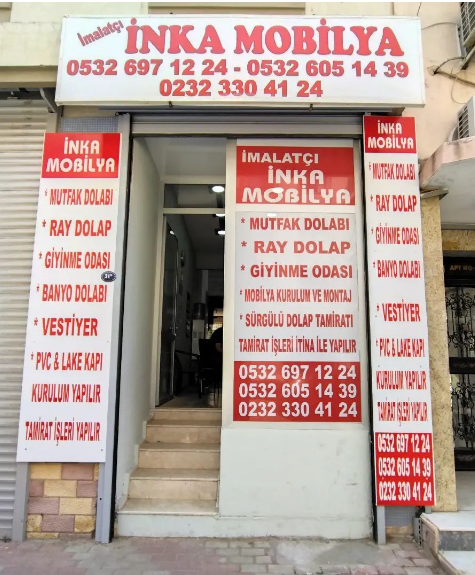 İmalatçı
İNKA MOBİLYA
0532 697 12 24 - 0532 605 14 39
0232 330 41 24
İNKA
MOBİLYA
* MUTFAK DOLABI
* RAY DOLAP
* GİYİNME ODASI
* BANYO DOLABI
* VESTİYER
* PVC & LAKE KAPI
KURULUM YAPILIR
TAMİRAT İŞLERİ YAPILIR
İMALATÇI
İNKA
MOBİLYA
* MUTFAK DOLABI
* RAY DOLAP
* GİYİNME ODASI
* MOBİLYA KURULUM VE MONTAJ
* SÜRGÜLÜ DOLAP TAMİRATI
TAMİRAT İŞLERİ İTİNA İLE YAPILIR
0532 697 12 24
0532 605 14 39
0232 330 41 24
İNKA
MOBİLYA
* MUTFAK DOLABI
* RAY DOLAP
* GİYİNME ODASI
* BANYO DOLABI
* VESTİYER
* PVC & LAKE KAPI
KURULUM YAPILIR
TAMİRAT İŞLERİ YAPILIR
0532 697 12 24
0532 605 14 39
0232 330 41 24